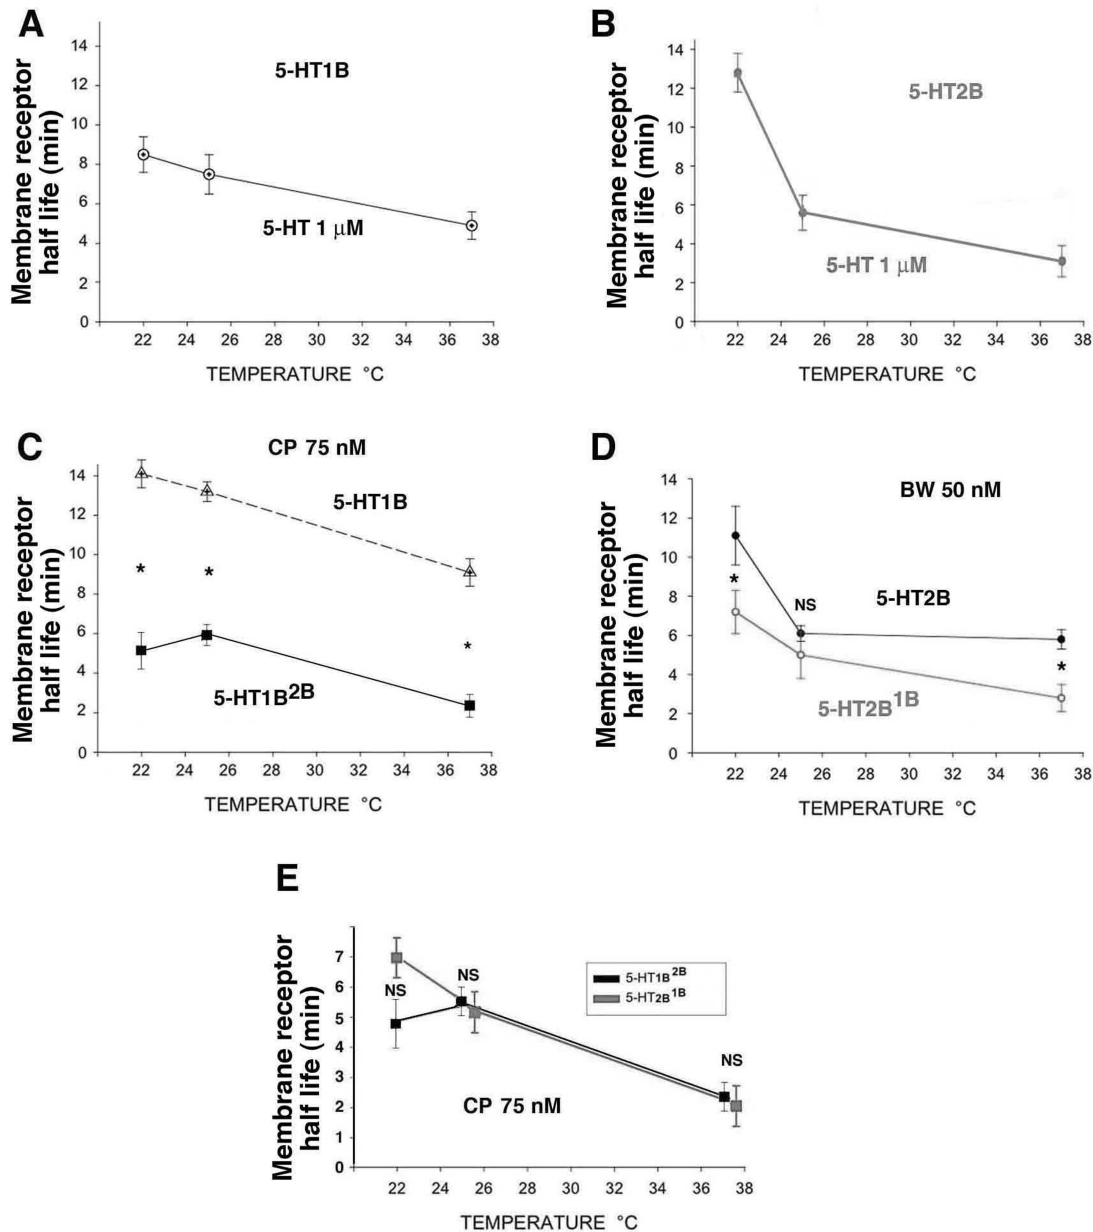 A
Membrane receptor
half life (min)
14
12
10
8
6
4
2
0
5-HT1B
5-HT 1 μM
22 24 26 28 30 32 34 36 38
TEMPERATURE °C
B
Membrane receptor
half life (min)
14
12
10
8
6
4
2
0
5-HT2B
5-HT 1 μM
22 24 26 28 30 32 34 36 38
TEMPERATURE °C
C
Membrane receptor
half life (min)
14
12
10
8
6
4
2
0
CP 75 nM
5-HT1B
* *
*
5-HT1B2B
22 24 26 28 30 32 34 36 38
TEMPERATURE °C
D
Membrane receptor
half life (min)
14
12
10
8
6
4
2
0
BW 50 nM
*
NS
5-HT2B
*
5-HT2B1B
22 24 26 28 30 32 34 36 38
TEMPERATURE °C
E
Membrane receptor
half life (min)
7
6
5
4
3
2
1
0
NS
NS
NS
5-HT1B2B
5-HT2B1B
CP 75 nM
22 24 26 28 30 32 34 36 38
TEMPERATURE °C